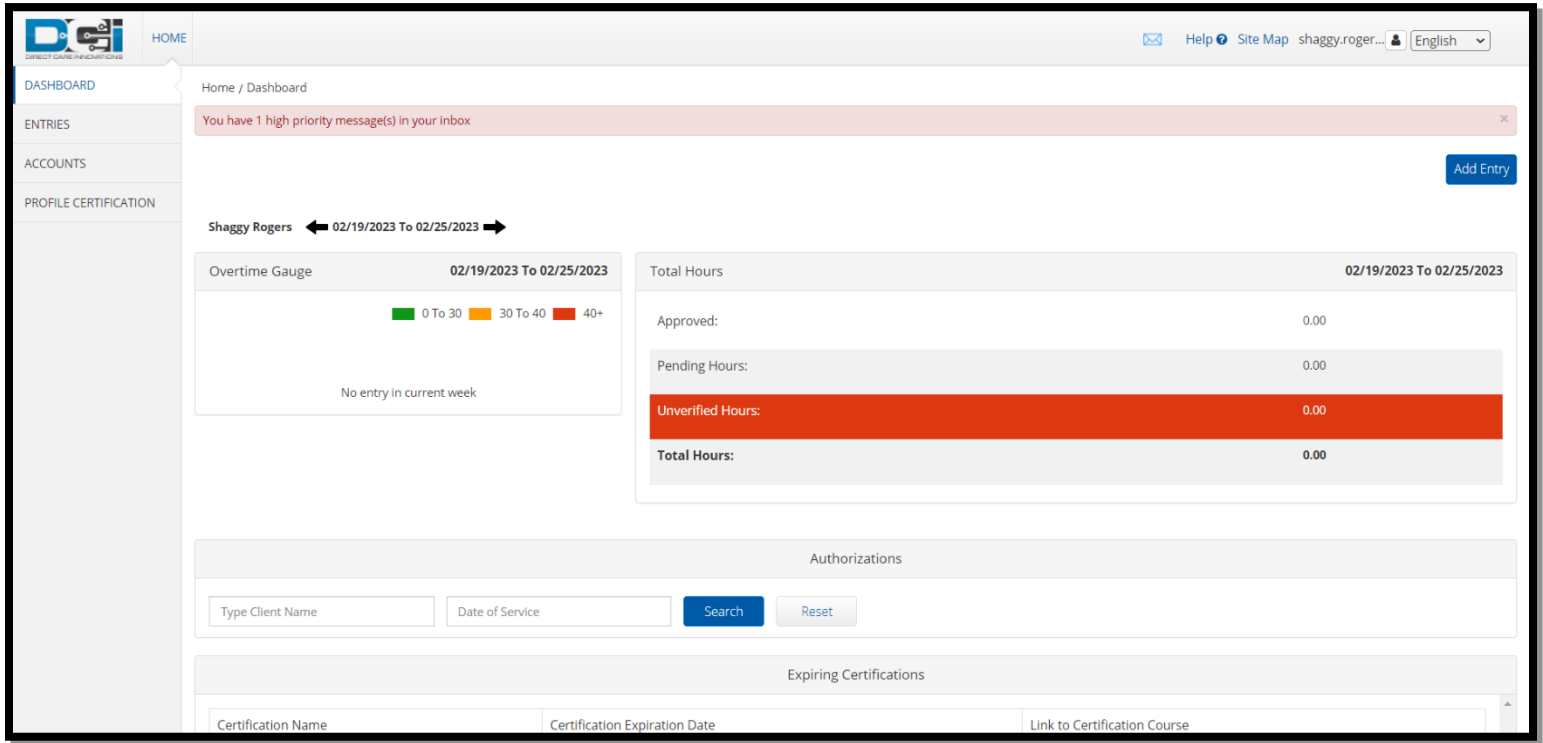 DCI
DIRECT CARE INNOVATIONS
HOME
Help ? Site Map shaggy.roger... English
DASHBOARD
ENTRIES
ACCOUNTS
PROFILE CERTIFICATION
Home / Dashboard
You have 1 high priority message(s) in your inbox ×
Add Entry
Shaggy Rogers 02/19/2023 To 02/25/2023
Overtime Gauge 02/19/2023 To 02/25/2023
0 To 30 30 To 40 40+
No entry in current week
Total Hours 02/19/2023 To 02/25/2023
Approved: 0.00
Pending Hours: 0.00
Unverified Hours: 0.00
Total Hours: 0.00
Authorizations
Type Client Name Date of Service Search Reset
Expiring Certifications
Certification Name Certification Expiration Date Link to Certification Course